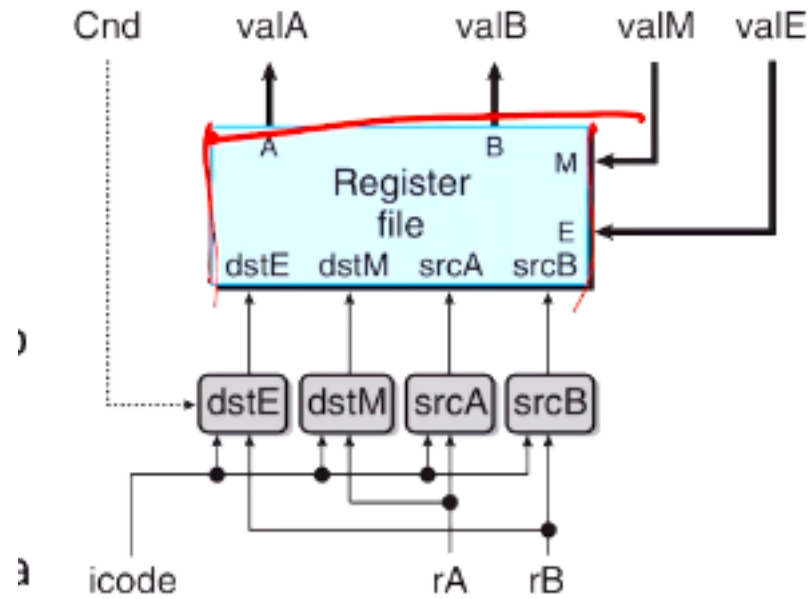 Cnd valA valB valM valE
A B
M
Register
file
E
dstE dstM srcA srcB
dstE dstM srcA srcB
icode rA rB